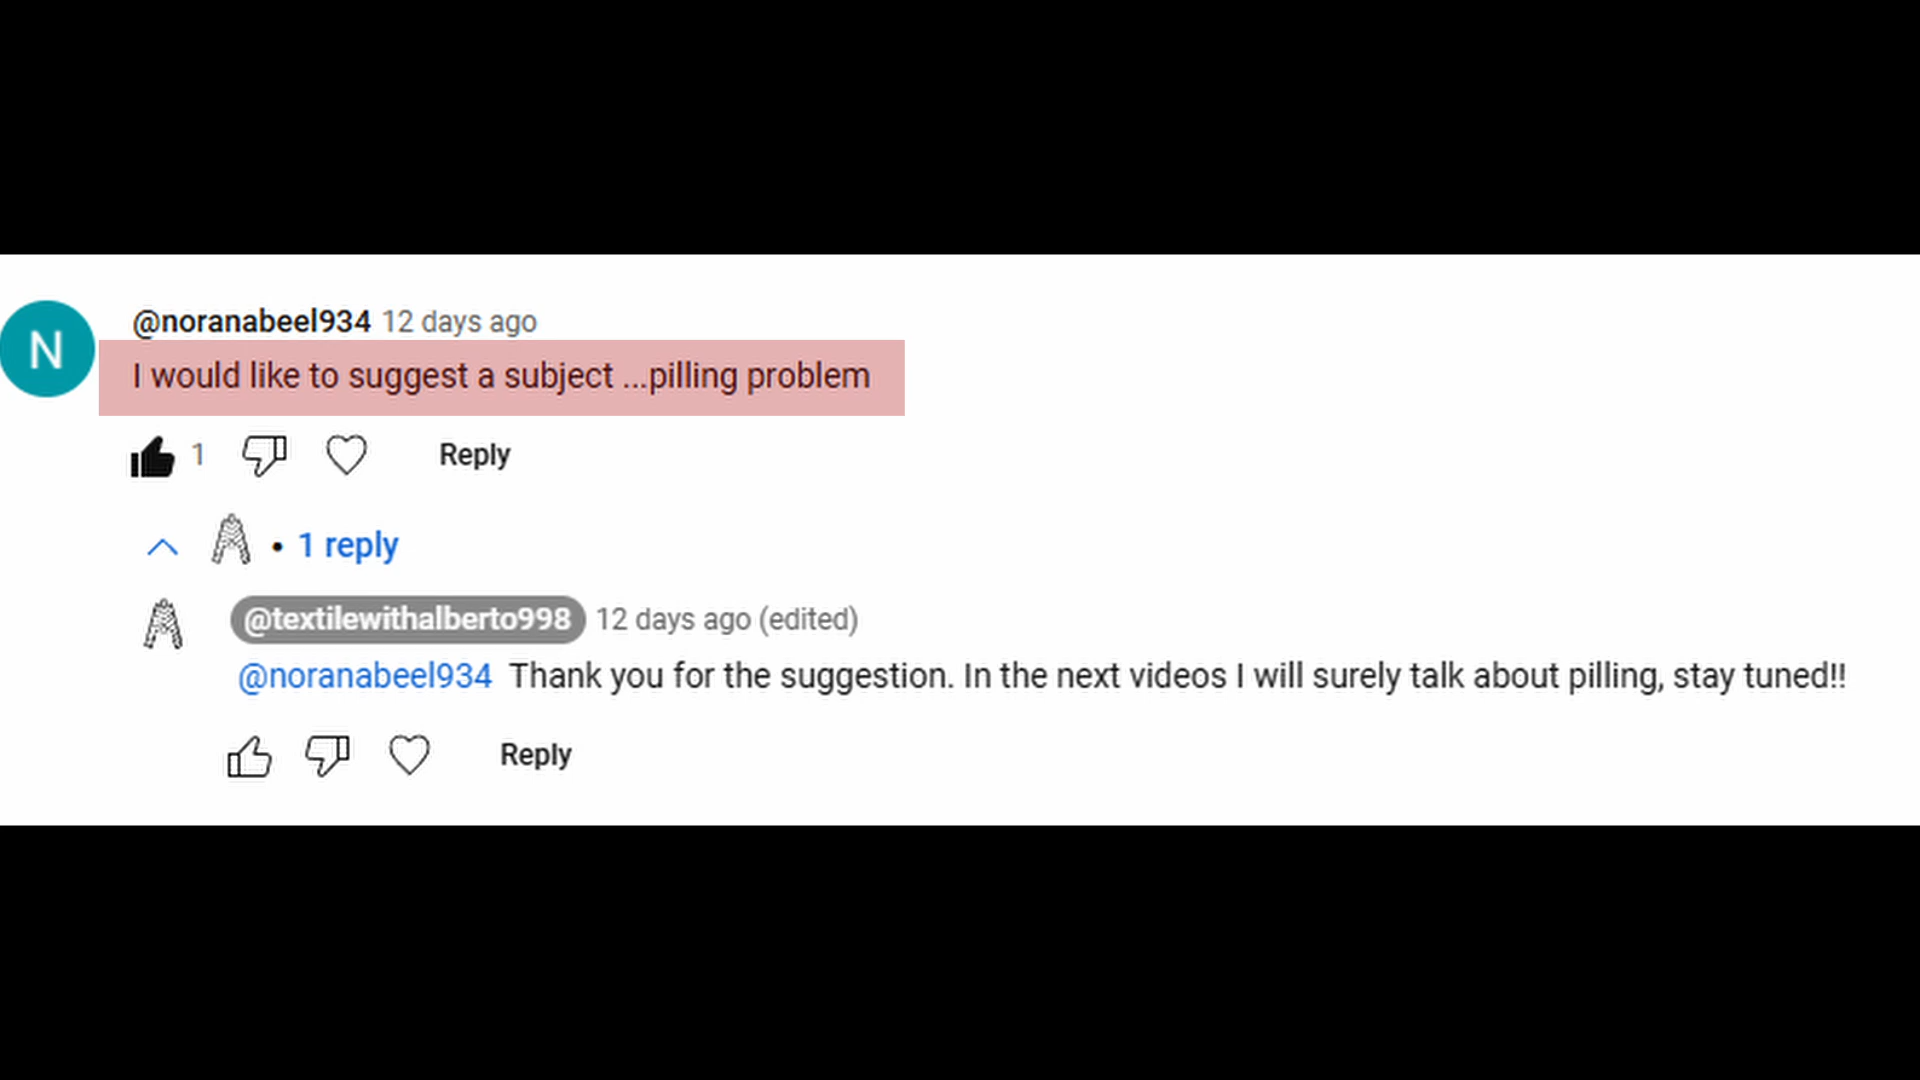 N
@noranabeel934 12 days ago
I would like to suggest a subject ...pilling problem
1
Reply
• 1 reply
@textilewithalberto998 12 days ago (edited)
@noranabeel934 Thank you for the suggestion. In the next videos I will surely talk about pilling, stay tuned!!
Reply